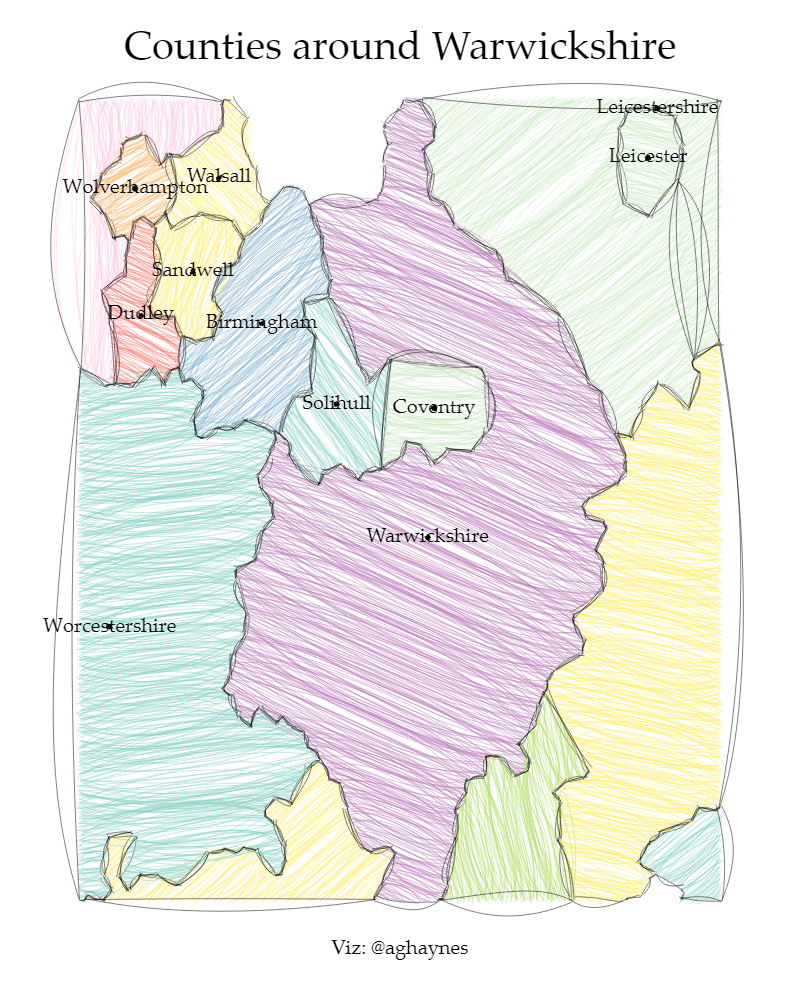 Counties around Warwickshire
Leicestershire
Leicester
Walsall
Wolverhampton
Sandwell
Dudley
Birmingham
Solihull
Coventry
Warwickshire
Worcestershire
Viz: @aghaynes